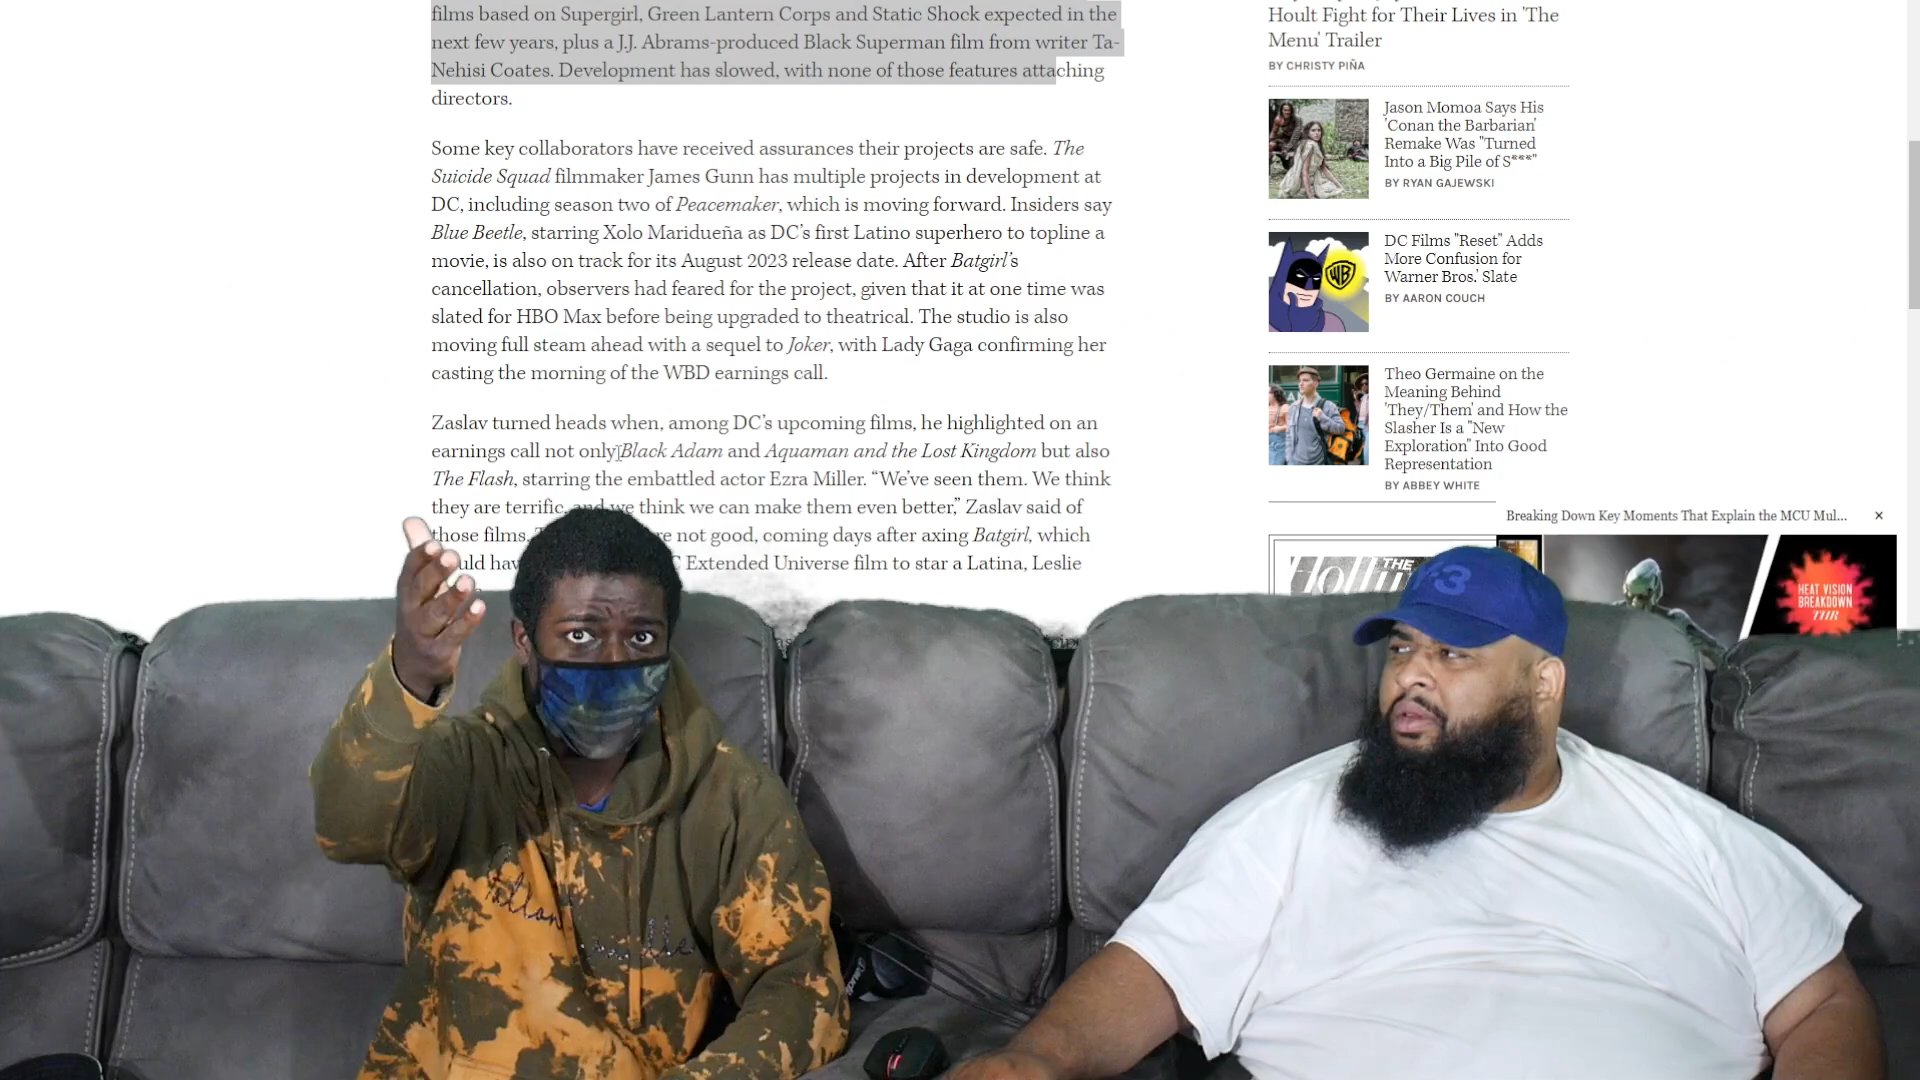 films based on Supergirl, Green Lantern Corps and Static Shock expected in the
next few years, plus a J.J. Abrams-produced Black Superman film from writer Ta-
Nehisi Coates. Development has slowed, with none of those features attaching
directors.
Some key collaborators have received assurances their projects are safe. The
Suicide Squad filmmaker James Gunn has multiple projects in development at
DC, including season two of Peacemaker, which is moving forward. Insiders say
Blue Beetle, starring Xolo Maridueña as DC's first Latino superhero to topline a
movie, is also on track for its August 2023 release date. After Batgirl's
cancellation, observers had feared for the project, given that it at one time was
slated for HBO Max before being upgraded to theatrical. The studio is also
moving full steam ahead with a sequel to Joker, with Lady Gaga confirming her
casting the morning of the WBD earnings call.
Zaslav turned heads when, among DC's upcoming films, he highlighted on an
earnings call not only Black Adam and Aquaman and the Lost Kingdom but also
The Flash, starring the embattled actor Ezra Miller. “We've seen them. We think
they are terrific, and we think we can make them even better,” Zaslav said of
those films. not good, coming days after axing Batgirl, which
Extended Universe film to star a Latina, Leslie
Hoult Fight for Their Lives in 'The
Menu' Trailer
BY CHRISTY PIÑA
Jason Momoa Says His
'Conan the Barbarian'
Remake Was "Turned
Into a Big Pile of S***"
BY RYAN GAJEWSKI
WB
DC Films "Reset" Adds
More Confusion for
Warner Bros.' Slate
BY AARON COUCH
Theo Germaine on the
Meaning Behind
'They/Them' and How the
Slasher Is a "New
Exploration" Into Good
Representation
BY ABBEY WHITE
Breaking Down Key Moments That Explain the MCU Mul...
THE
HEAT VISION
BREAKDOWN
THR
Y-3